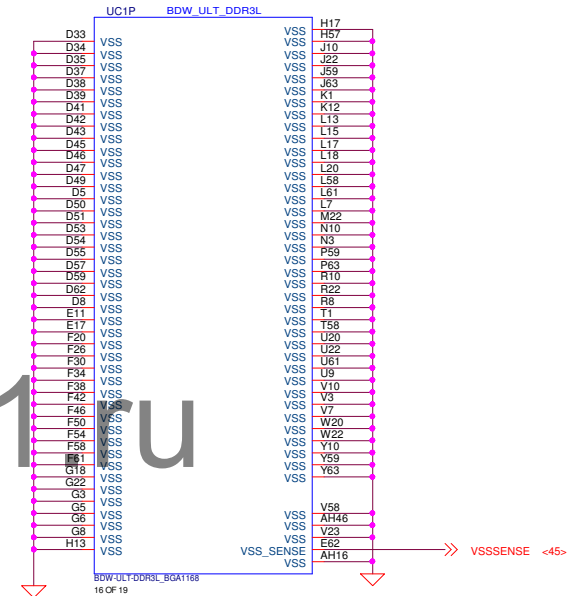 UC1P BDW_ULT_DDR3L
D33 VSS
D34 VSS
D35 VSS
D37 VSS
D38 VSS
D39 VSS
D41 VSS
D42 VSS
D43 VSS
D45 VSS
D46 VSS
D47 VSS
D49 VSS
D5 VSS
D50 VSS
D51 VSS
D53 VSS
D54 VSS
D55 VSS
D57 VSS
D59 VSS
D62 VSS
D8 VSS
E11 VSS
E17 VSS
F20 VSS
F26 VSS
F30 VSS
F34 VSS
F38 VSS
F42 VSS
F46 VSS
F50 VSS
F54 VSS
F58 VSS
F61 VSS
G18 VSS
G22 VSS
G3 VSS
G5 VSS
G6 VSS
G8 VSS
H13 VSS
VSS H17
VSS H57
VSS J10
VSS J22
VSS J59
VSS J63
VSS K1
VSS K12
VSS L13
VSS L15
VSS L17
VSS L18
VSS L20
VSS L58
VSS L61
VSS L7
VSS M22
VSS N10
VSS N3
VSS P59
VSS P63
VSS R10
VSS R22
VSS R8
VSS T1
VSS T58
VSS U20
VSS U22
VSS U61
VSS U9
VSS V10
VSS V3
VSS V7
VSS W20
VSS W22
VSS Y10
VSS Y59
VSS Y63
VSS V58
VSS AH46
VSS V23
VSS_SENSE E62 VSSSENSE <45>
VSS AH16
BDW-ULT-DDR3L_BGA1168
16 OF 19
1.ru